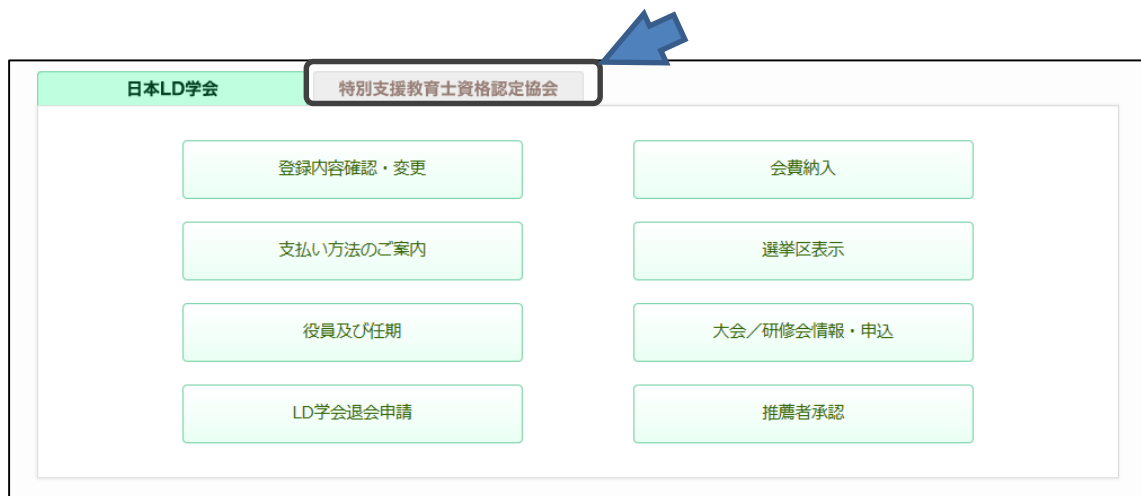 日本LD学会 特別支援教育士資格認定協会
登録内容確認・変更 会費納入
支払い方法のご案内 選挙区表示
役員及び任期 大会／研修会情報・申込
LD学会退会申請 推薦者承認